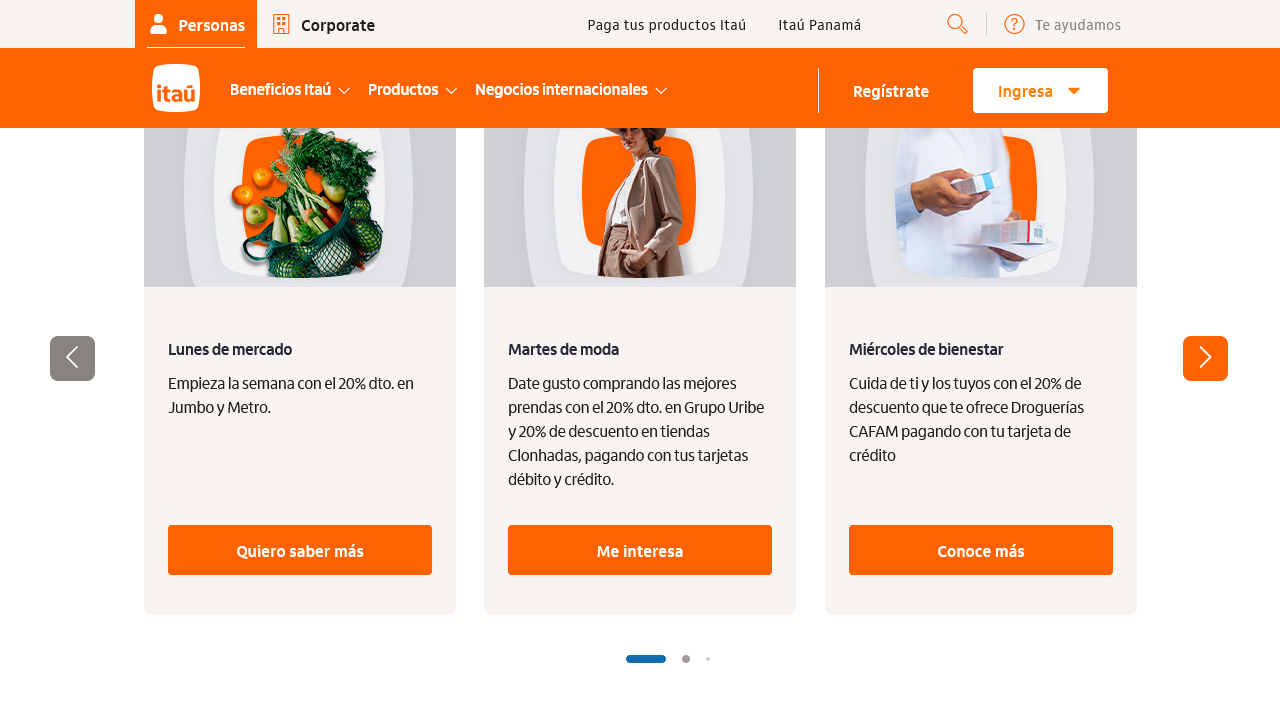 Personas
Corporate
Paga tus productos Itaú
Itaú Panamá
Te ayudamos
itaú
Beneficios Itaú
Productos
Negocios internacionales
Regístrate
Ingresa
Lunes de mercado
Empieza la semana con el 20% dto. en
Jumbo y Metro.
Quiero saber más
Martes de moda
Date gusto comprando las mejores
prendas con el 20% dto. en Grupo Uribe
y 20% de descuento en tiendas
Clonhadas, pagando con tus tarjetas
débito y crédito.
Me interesa
Miércoles de bienestar
Cuida de ti y los tuyos con el 20% de
descuento que te ofrece Droguerías
CAFAM pagando con tu tarjeta de
crédito
Conoce más